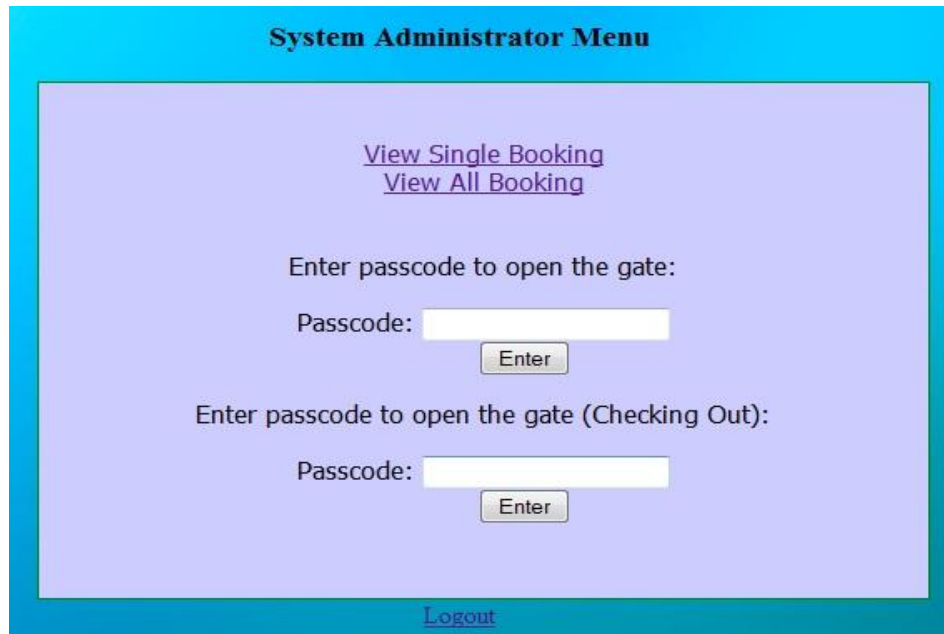 System Administrator Menu
View Single Booking
View All Booking
Enter passcode to open the gate:
Passcode:
Enter
Enter passcode to open the gate (Checking Out):
Passcode:
Enter
Logout